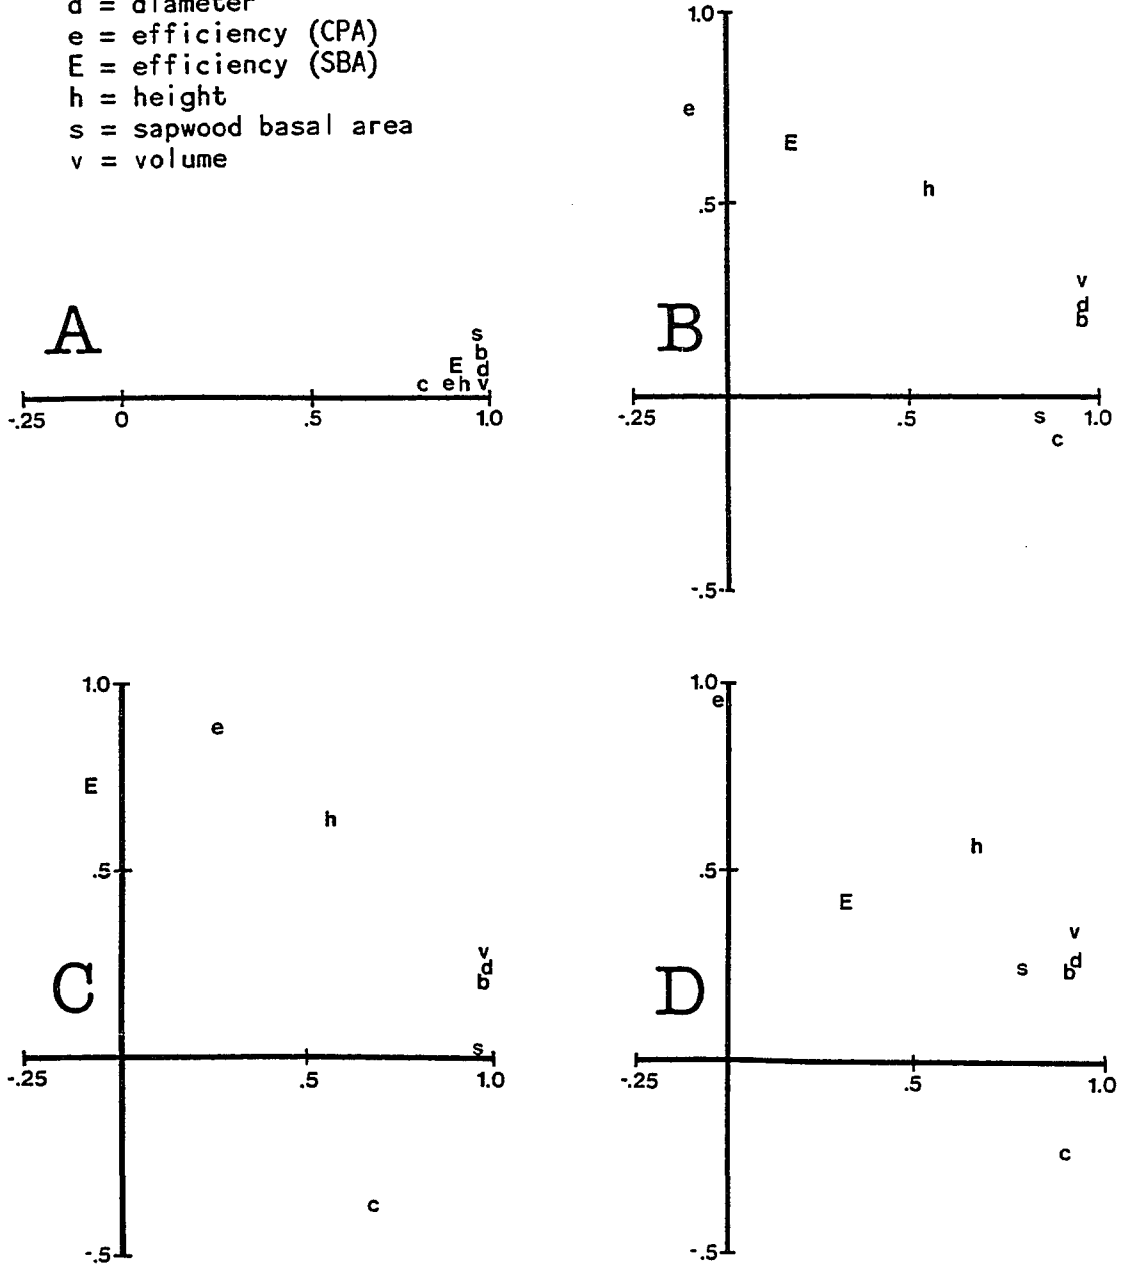 d = diameter
e = efficiency (CPA)
E = efficiency (SBA)
h = height
s = sapwood basal area
v = volume
A
s
b
E d
c e h v
-.25 0 .5 1.0
1.0
e
E
h
.5
v
d
b
B
-.25 .5 s 1.0
c
-.5
1.0
e
E
h
.5
v
d
b
C
s
-.25 .5 1.0
c
-.5
1.0
e
h
.5
E
v
d
s b
D
-.25 .5 1.0
c
-.5